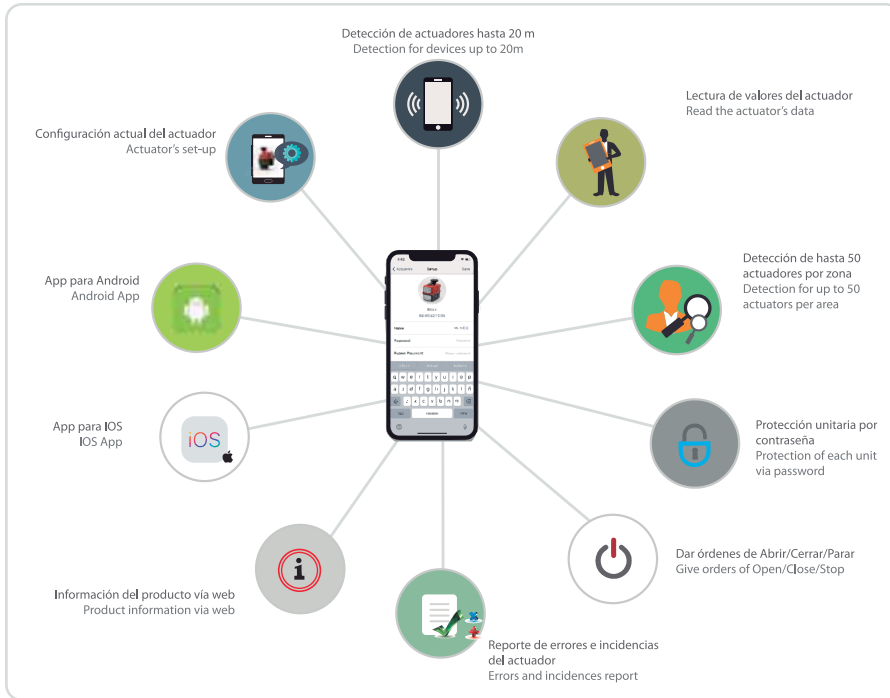 Detección de actuadores hasta 20 m
Detection for devices up to 20m
Lectura de valores del actuador
Read the actuator's data
Configuración actual del actuador
Actuator's set-up
Detección de hasta 50
actuadores por zona
Detection for up to 50
actuators per area
App para Android
Android App
Setup
Name
Password
q w e r t y u i o p
a s d f g h j k l ñ
z x c v b n m
App para IOS
IOS App
iOS
Protección unitaria por
contraseña
Protection of each unit
via password
Dar órdenes de Abrir/Cerrar/Parar
Give orders of Open/Close/Stop
i
Información del producto vía web
Product information via web
Reporte de errores e incidencias
del actuador
Errors and incidences report